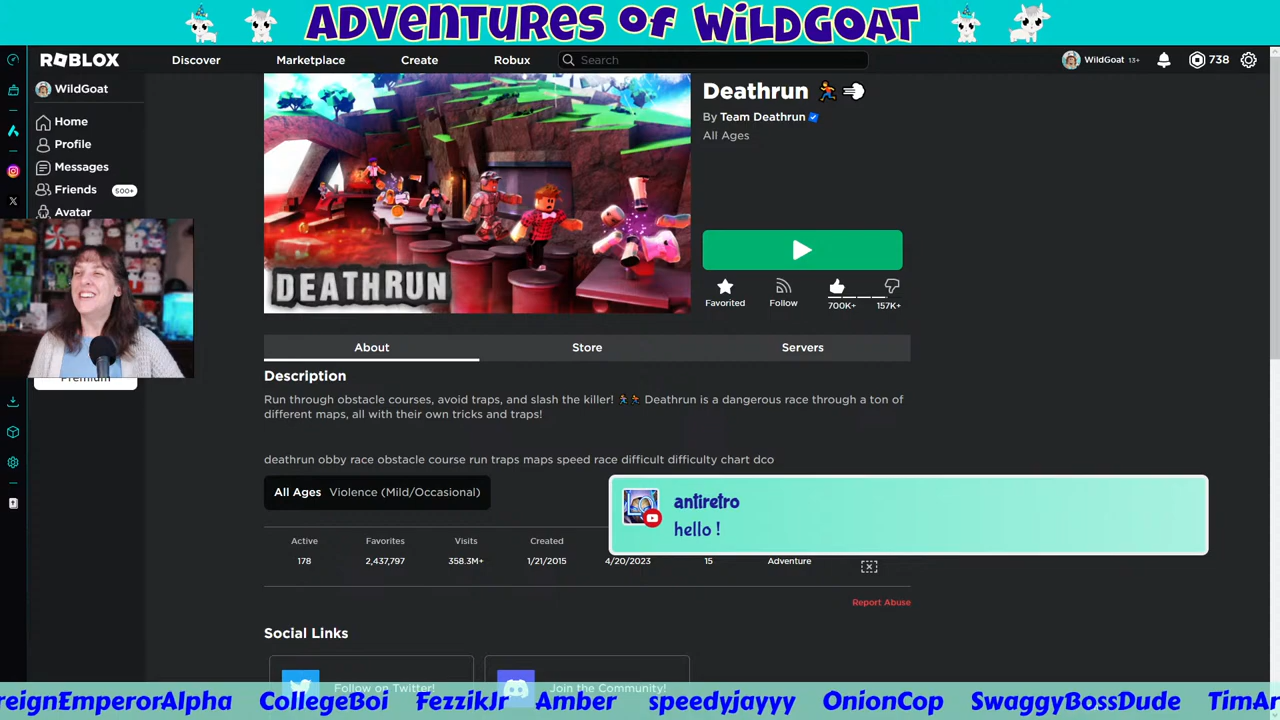 ADVENTURES OF WILDGOAT
ROBLOX
Discover
Marketplace
Create
Robux
Search
WildGoat 13+
738
WildGoat
Home
Profile
Messages
Friends 500+
Avatar
Premium
DEATHRUN
Deathrun
By Team Deathrun
All Ages
Favorited
Follow
700K+
157K+
About
Store
Servers
Description
Run through obstacle courses, avoid traps, and slash the killer! 🏃🏃 Deathrun is a dangerous race through a ton of
different maps, all with their own tricks and traps!
deathrun obby race obstacle course run traps maps speed race difficult difficulty chart dco
All Ages Violence (Mild/Occasional)
antiretro
hello !
Active Favorites Visits Created
178 2,437,797 358.3M+ 1/21/2015 4/20/2023 15 Adventure
Report Abuse
Social Links
Follow on Twitter!
Join the Community!
reignEmperorAlpha CollegeBoi FezzikJr Amber speedyjayyy OnionCop SwaggyBossDude TimAr